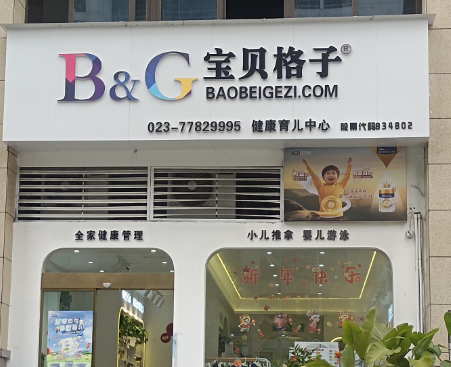 B&G 宝贝格子®
BAOBEIGEZI.COM
023-77829995 健康育儿中心 股票代码834802
全家健康管理 小儿推拿 婴儿游泳
新年快乐